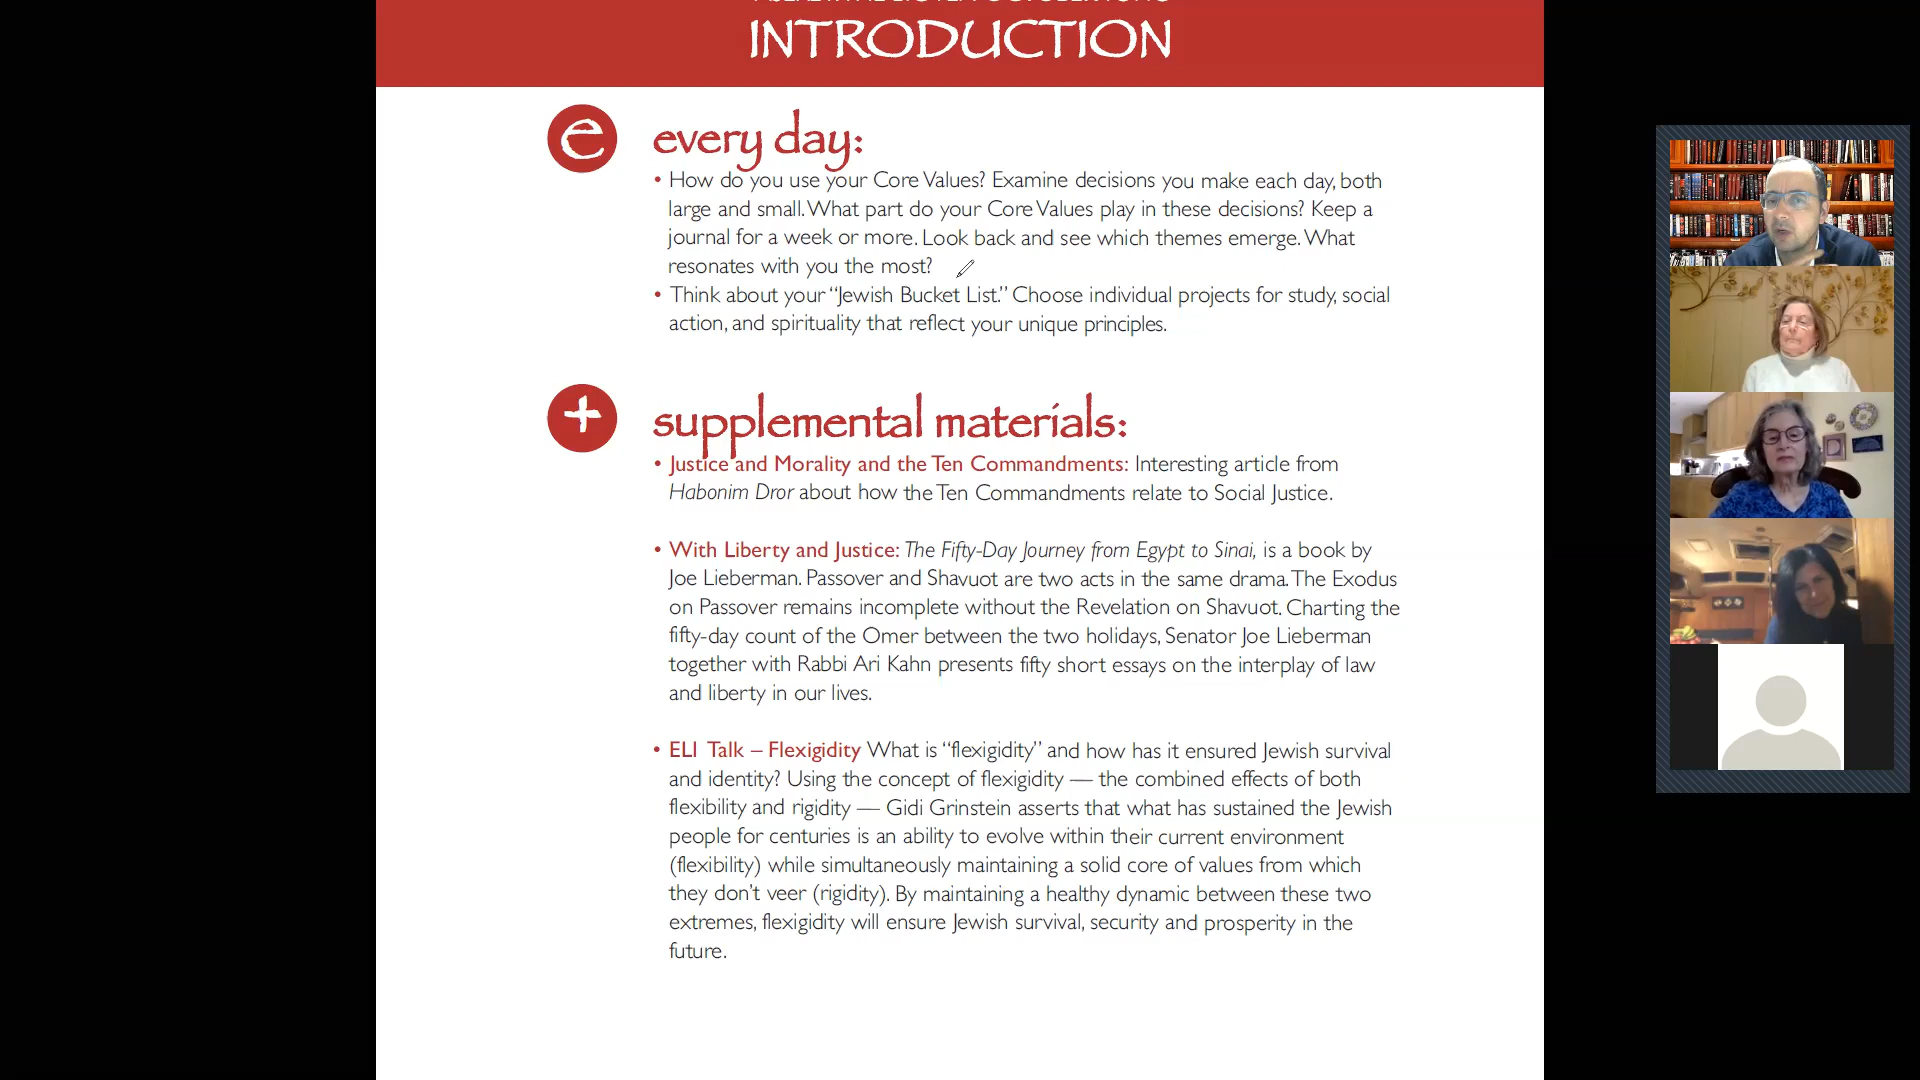 INTRODUCTION
e
every day:
• How do you use your Core Values? Examine decisions you make each day, both
large and small. What part do your Core Values play in these decisions? Keep a
journal for a week or more. Look back and see which themes emerge. What
resonates with you the most?
• Think about your “Jewish Bucket List.” Choose individual projects for study, social
action, and spirituality that reflect your unique principles.
+
supplemental materials:
• Justice and Morality and the Ten Commandments: Interesting article from
Habonim Dror about how the Ten Commandments relate to Social Justice.
• With Liberty and Justice: The Fifty-Day Journey from Egypt to Sinai, is a book by
Joe Lieberman. Passover and Shavuot are two acts in the same drama. The Exodus
on Passover remains incomplete without the Revelation on Shavuot. Charting the
fifty-day count of the Omer between the two holidays, Senator Joe Lieberman
together with Rabbi Ari Kahn presents fifty short essays on the interplay of law
and liberty in our lives.
• ELI Talk – Flexigidity What is “flexigidity” and how has it ensured Jewish survival
and identity? Using the concept of flexigidity — the combined effects of both
flexibility and rigidity — Gidi Grinstein asserts that what has sustained the Jewish
people for centuries is an ability to evolve within their current environment
(flexibility) while simultaneously maintaining a solid core of values from which
they don’t veer (rigidity). By maintaining a healthy dynamic between these two
extremes, flexigidity will ensure Jewish survival, security and prosperity in the
future.